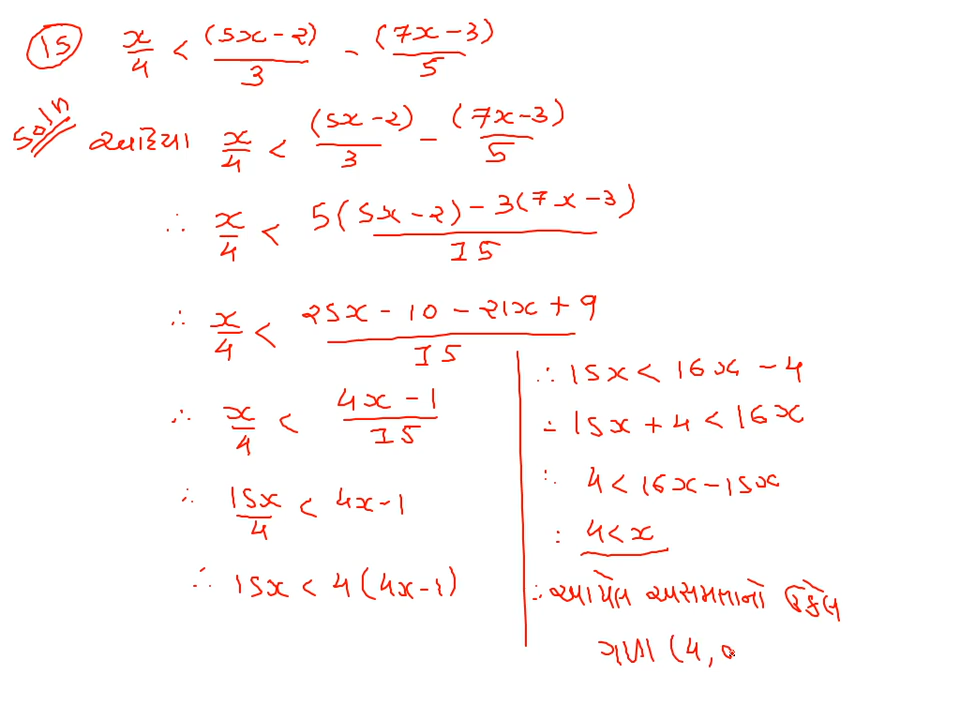 15 x/4 < (5x-2)/3 - (7x-3)/5
Soln અહિયા x/4 < (5x-2)/3 - (7x-3)/5
∴ x/4 < 5(5x-2)-3(7x-3)/15
∴ x/4 < 25x-10-21x+9/15
∴ x/4 < 4x-1/15
∴ 15x/4 < 4x-1
∴ 15x < 4(4x-1)
∴ 15x < 16x - 4
∴ 15x + 4 < 16x
∴ 4 < 16x-15x
∴ 4 < x
∴ આપેલ અસમતાનો ઉકેલ
ગણ (4,